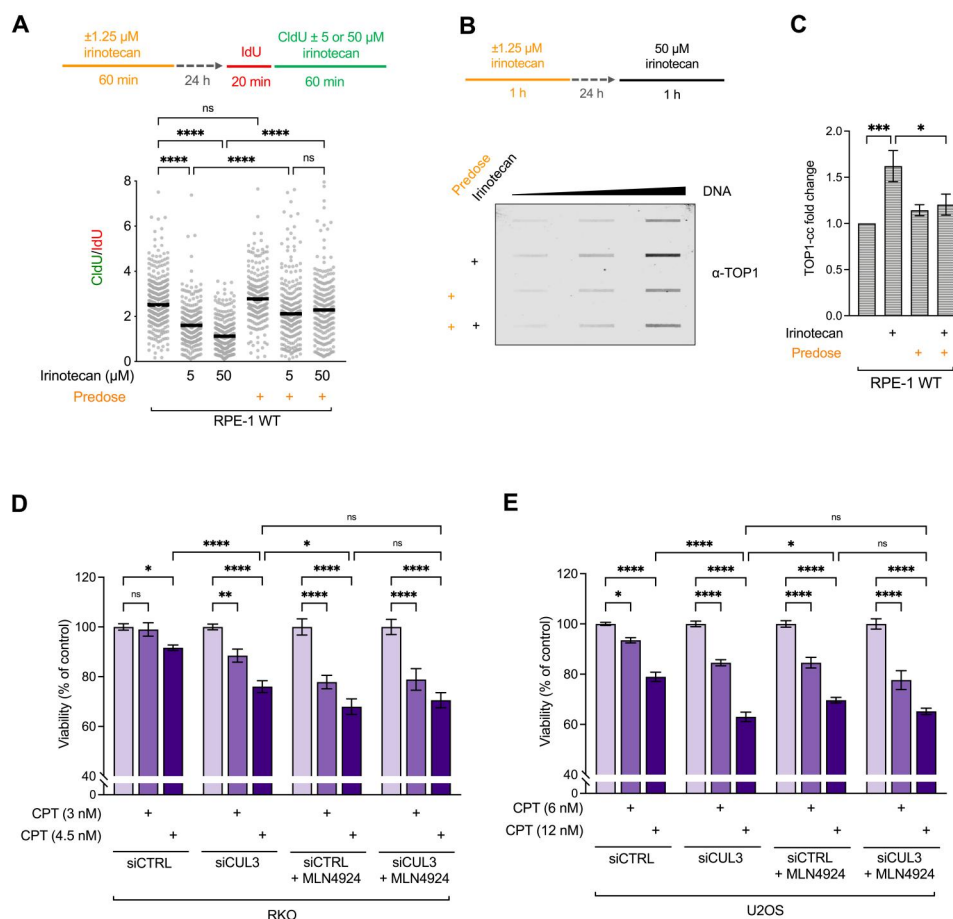 A
±1.25 µM
irinotecan
IdU
CldU ± 5 or 50 µM
irinotecan
60 min
24 h
20 min
60 min
ns
**** ****
**** **** ns
CldU/IdU
8
6
4
2
0
Irinotecan (µM) 5 50 5 50
Predose + + +
RPE-1 WT
B
±1.25 µM
irinotecan
50 µM
irinotecan
1 h
24 h
1 h
Predose
Irinotecan
DNA
+
+
+ +
α-TOP1
C
*** *
TOP1-cc fold change
2.0
1.5
1.0
0.5
0.0
Irinotecan + +
Predose + +
RPE-1 WT
D
ns
**** * ns
* **** **** ****
ns ** **** ****
Viability (% of control)
120
100
80
60
40
0
CPT (3 nM) + + + +
CPT (4.5 nM) + + + +
siCTRL siCUL3 siCTRL + MLN4924 siCUL3 + MLN4924
RKO
E
ns
**** * ns
**** **** **** ****
* **** **** ****
Viability (% of control)
120
100
80
60
40
0
CPT (6 nM) + + + +
CPT (12 nM) + + + +
siCTRL siCUL3 siCTRL + MLN4924 siCUL3 + MLN4924
U2OS